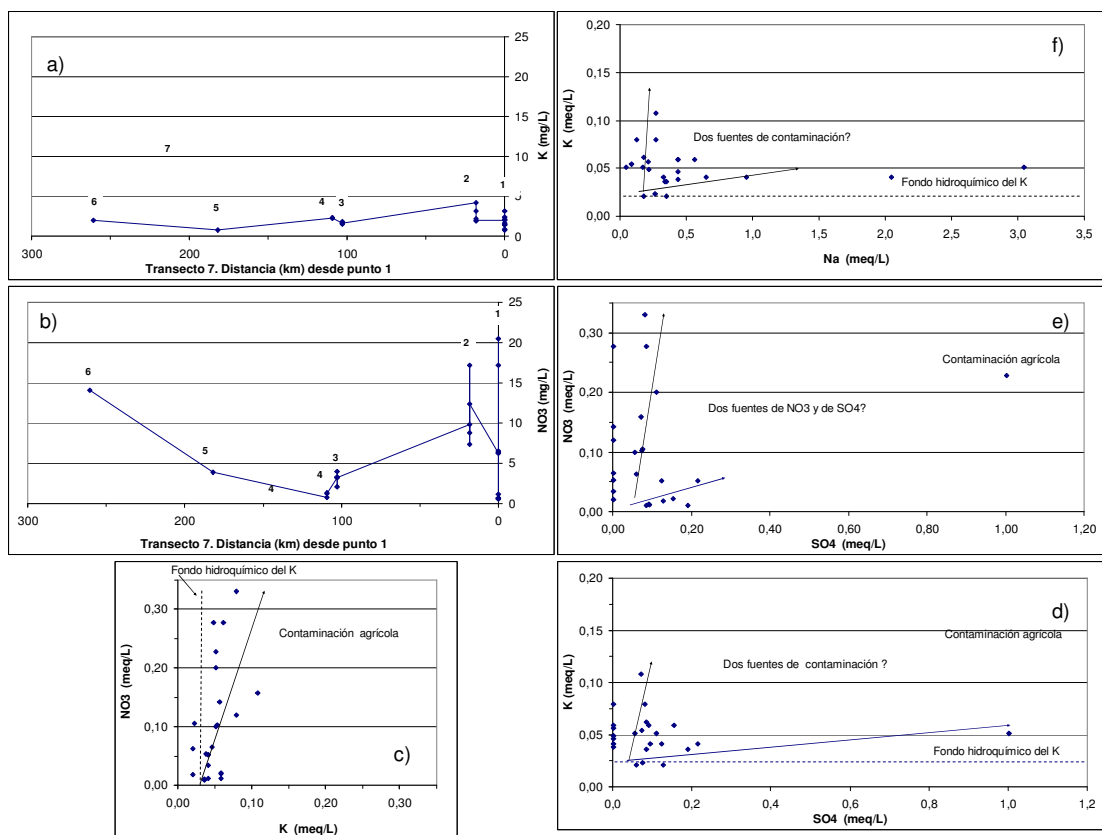 a)
25
20
15
10
5
0
K (mg/L)
7
6
5
4
3
2
1
300
200
100
0
Transecto 7. Distancia (km) desde punto 1
f)
0,20
0,15
0,10
0,05
0,00
K (meq/L)
Dos fuentes de contaminación?
Fondo hidroquímico del K
0,0
0,5
1,0
1,5
2,0
2,5
3,0
3,5
Na (meq/L)
b)
25
20
15
10
5
0
NO3 (mg/L)
6
5
4
4
3
2
1
300
200
100
0
Transecto 7. Distancia (km) desde punto 1
e)
0,30
0,20
0,10
0,00
NO3 (meq/L)
Contaminación agrícola
Dos fuentes de NO3 y de SO4?
0,00
0,20
0,40
0,60
0,80
1,00
1,20
SO4 (meq/L)
Fondo hidroquímico del K
0,30
0,20
0,10
0,00
NO3 (meq/L)
Contaminación agrícola
c)
0,00
0,10
0,20
0,30
K (meq/L)
0,20
0,15
0,10
0,05
0,00
K (meq/L)
Contaminación agrícola
Dos fuentes de contaminación ?
Fondo hidroquímico del K
d)
0,0
0,2
0,4
0,6
0,8
1,0
1,2
SO4 (meq/L)